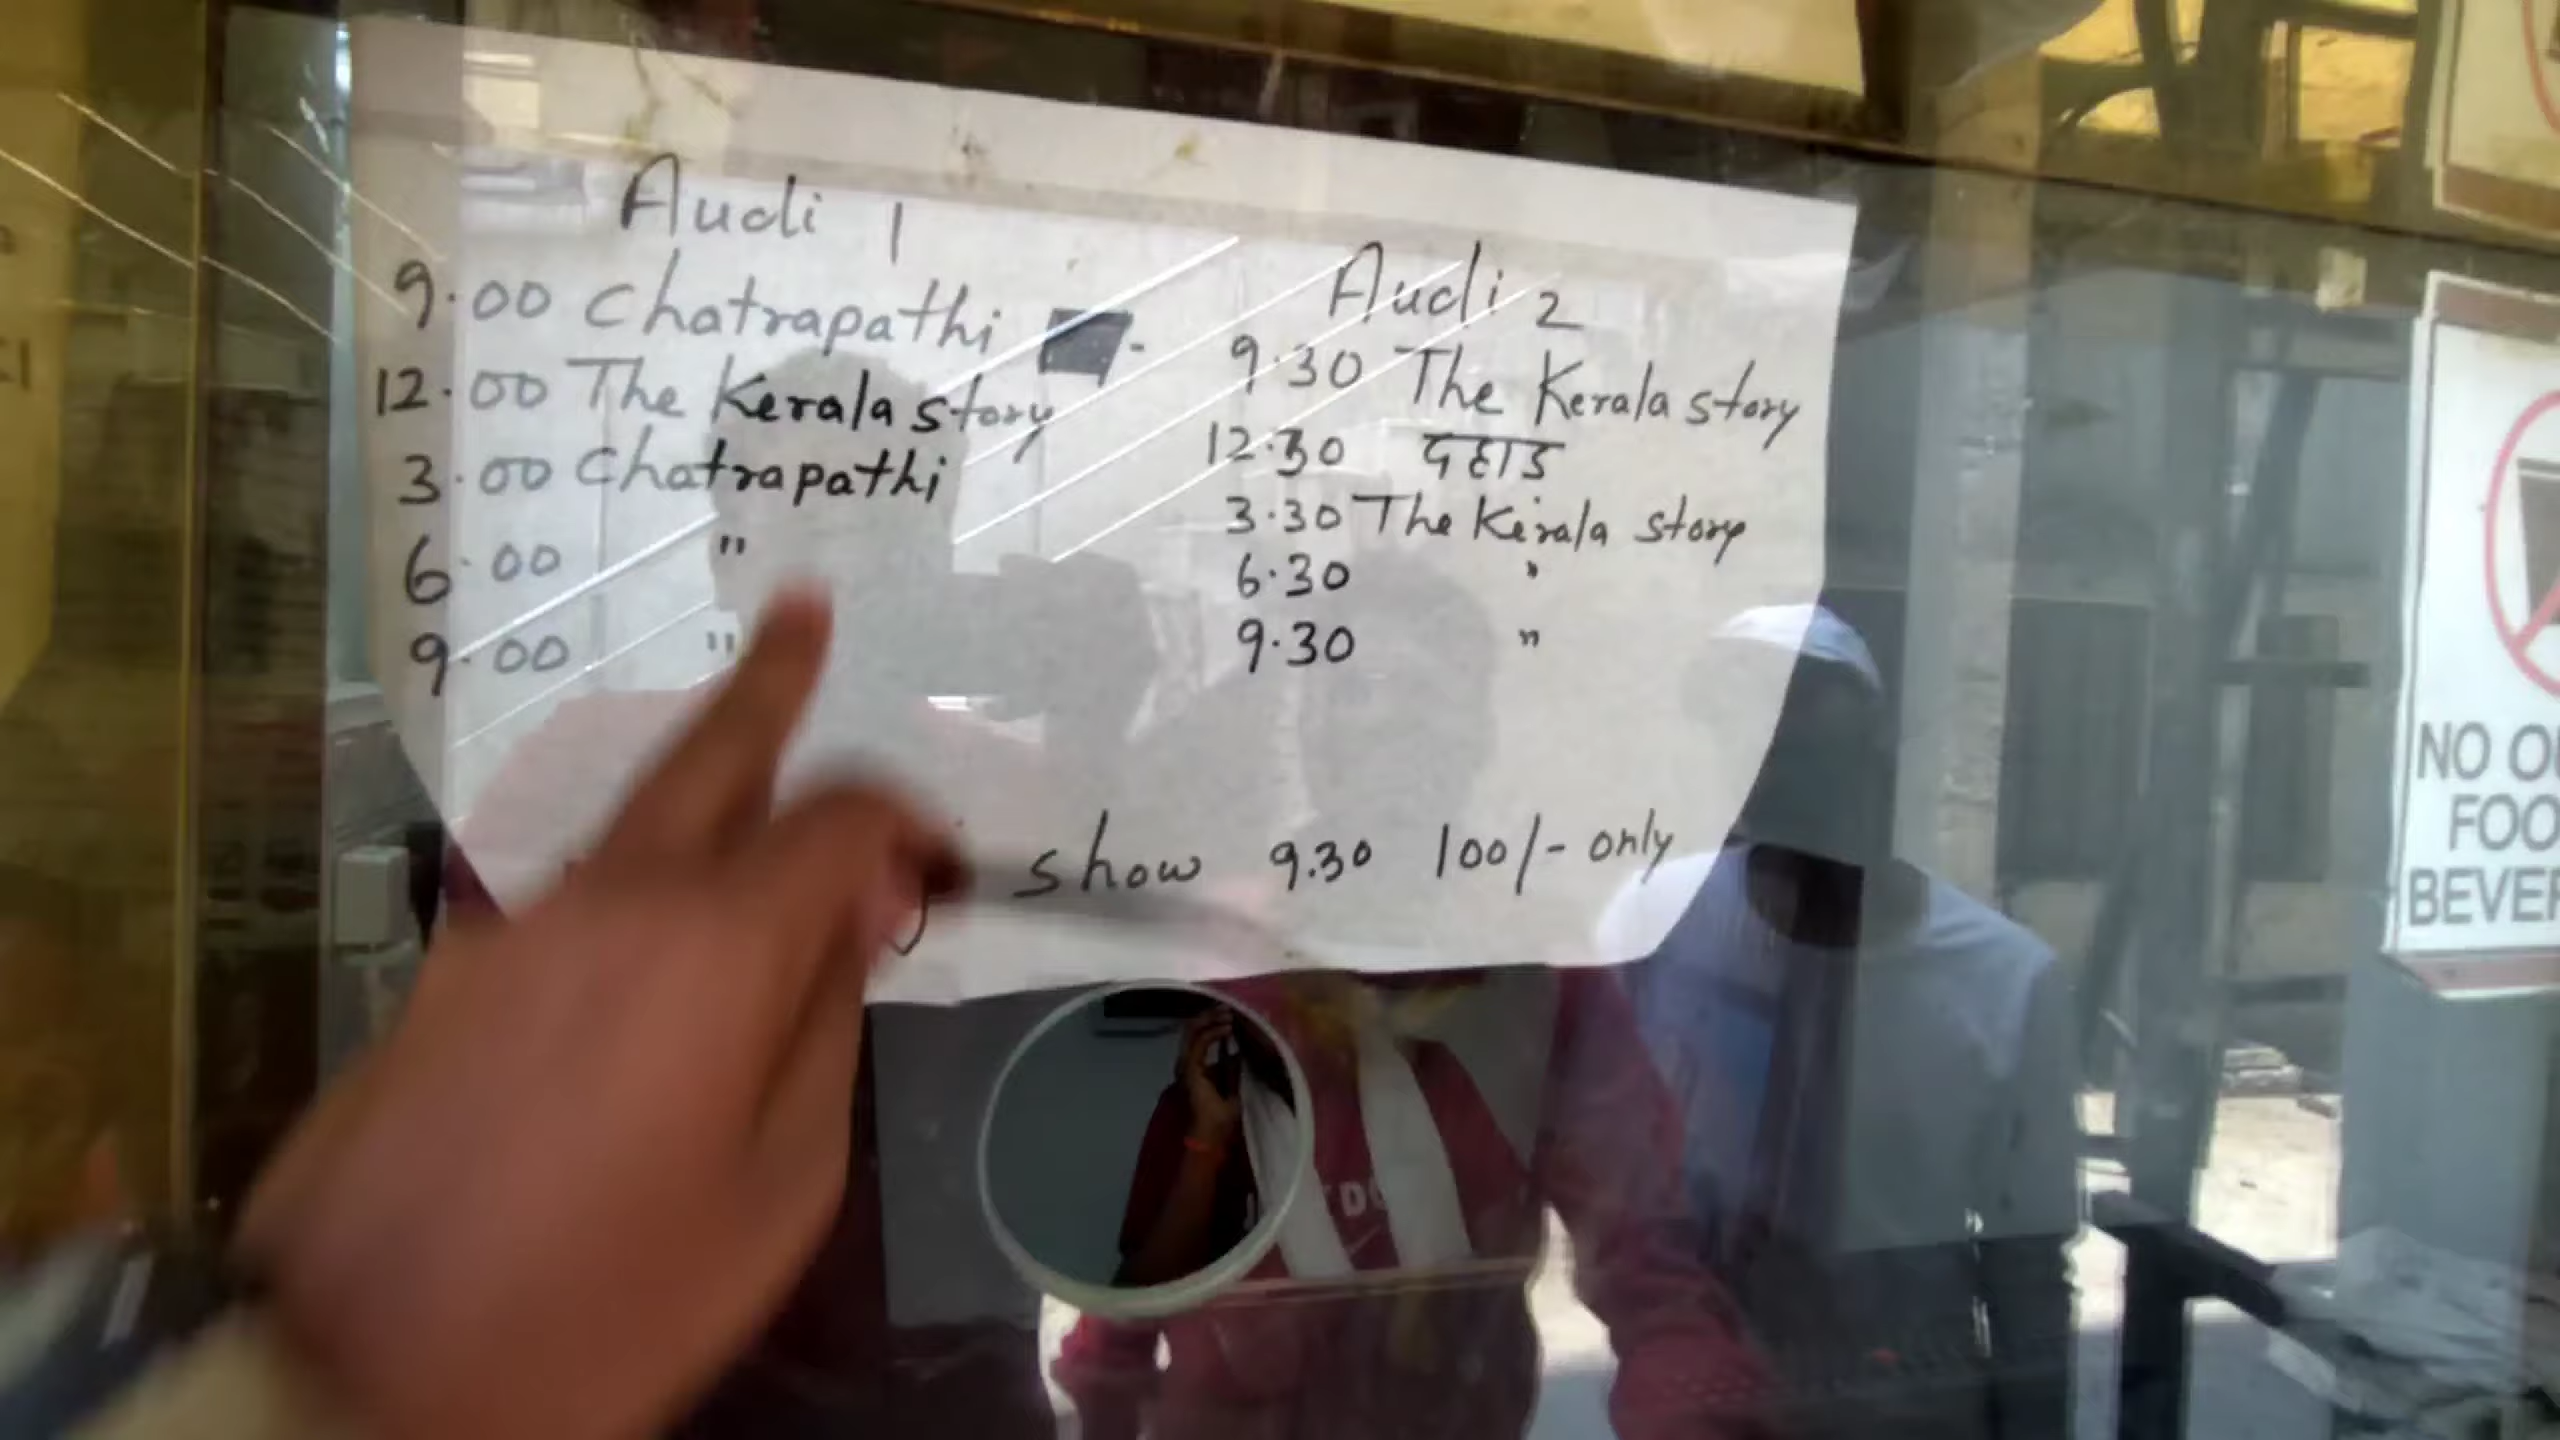 Audi 1
9.00 Chatrapathi -
12.00 The Kerala story
3.00 Chatrapathi
6.00 "
9.00 "
Audi 2
9.30 The Kerala story
12.30 दहाड
3.30 The Kerala story
6.30 "
9.30 "
show 9.30 100/- only
NO
BEVER